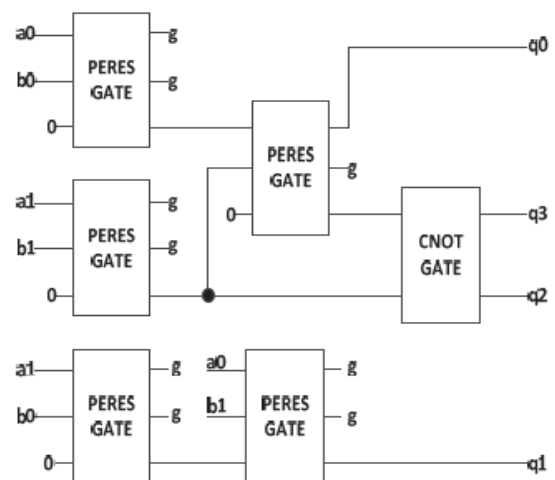 a0
b0
0
PERES GATE
g
g
a1
b1
0
PERES GATE
g
g
0
PERES GATE
g
CNOT GATE
q0
q3
q2
a1
b0
0
PERES GATE
g
g
a0
b1
PERES GATE
g
g
q1